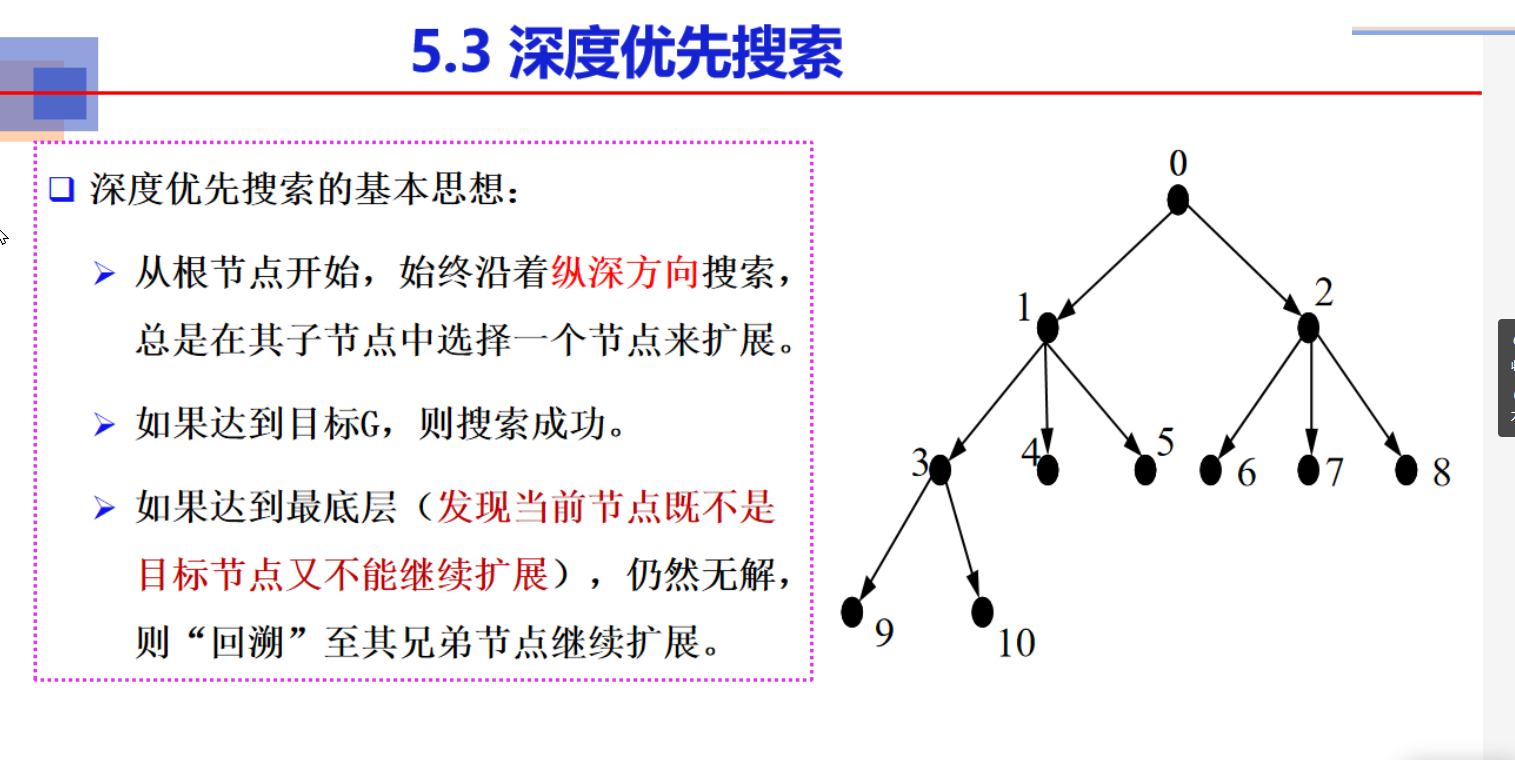 5.3 深度优先搜索
深度优先搜索的基本思想：
从根节点开始，始终沿着纵深方向搜索，
总是在其子节点中选择一个节点来扩展。
如果达到目标G，则搜索成功。
如果达到最底层（发现当前节点既不是
目标节点又不能继续扩展），仍然无解，
则“回溯”至其兄弟节点继续扩展。
0
1
2
3
4
5
6
7
8
9
10